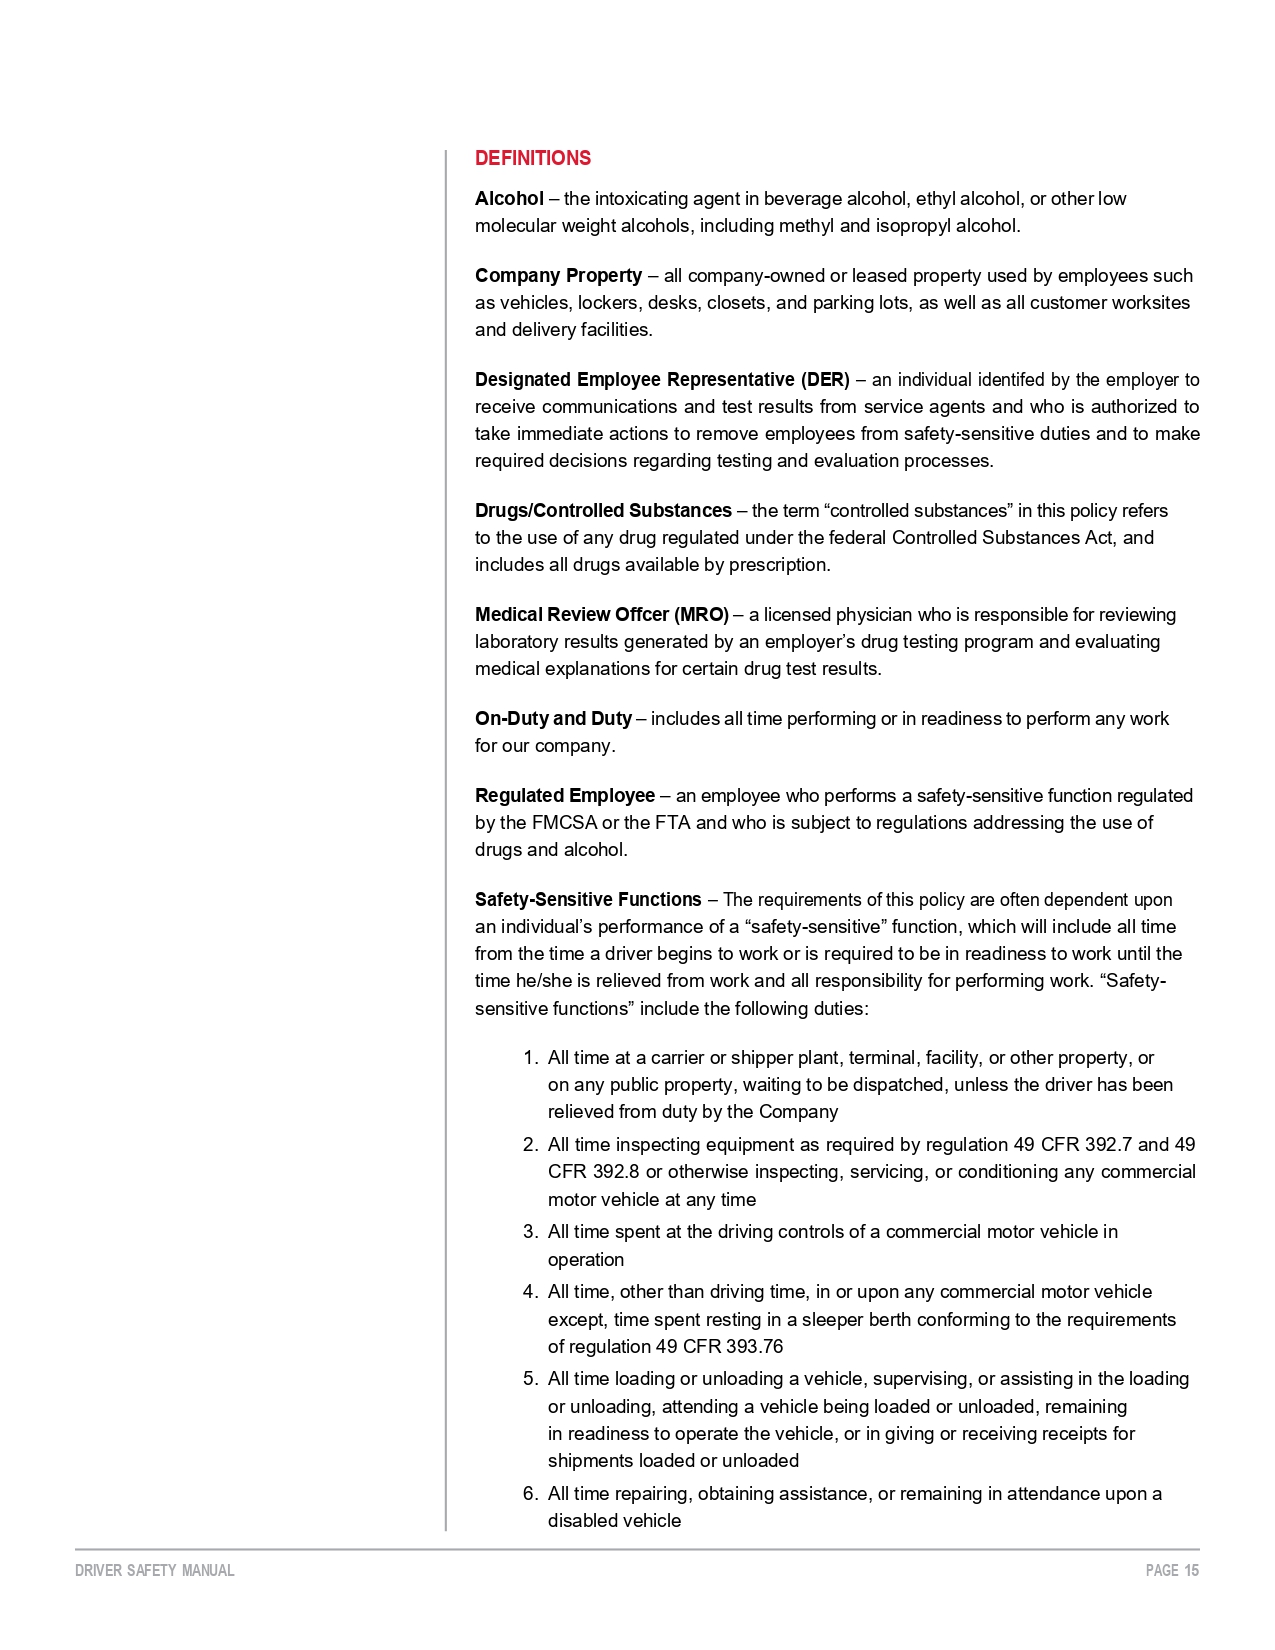 DEFINITIONS
Alcohol – the intoxicating agent in beverage alcohol, ethyl alcohol, or other low
molecular weight alcohols, including methyl and isopropyl alcohol.
Company Property – all company-owned or leased property used by employees such
as vehicles, lockers, desks, closets, and parking lots, as well as all customer worksites
and delivery facilities.
Designated Employee Representative (DER) – an individual identifed by the employer to
receive communications and test results from service agents and who is authorized to
take immediate actions to remove employees from safety-sensitive duties and to make
required decisions regarding testing and evaluation processes.
Drugs/Controlled Substances – the term “controlled substances” in this policy refers
to the use of any drug regulated under the federal Controlled Substances Act, and
includes all drugs available by prescription.
Medical Review Offcer (MRO) – a licensed physician who is responsible for reviewing
laboratory results generated by an employer’s drug testing program and evaluating
medical explanations for certain drug test results.
On-Duty and Duty – includes all time performing or in readiness to perform any work
for our company.
Regulated Employee – an employee who performs a safety-sensitive function regulated
by the FMCSA or the FTA and who is subject to regulations addressing the use of
drugs and alcohol.
Safety-Sensitive Functions – The requirements of this policy are often dependent upon
an individual’s performance of a “safety-sensitive” function, which will include all time
from the time a driver begins to work or is required to be in readiness to work until the
time he/she is relieved from work and all responsibility for performing work. “Safety-
sensitive functions” include the following duties:
1. All time at a carrier or shipper plant, terminal, facility, or other property, or
on any public property, waiting to be dispatched, unless the driver has been
relieved from duty by the Company
2. All time inspecting equipment as required by regulation 49 CFR 392.7 and 49
CFR 392.8 or otherwise inspecting, servicing, or conditioning any commercial
motor vehicle at any time
3. All time spent at the driving controls of a commercial motor vehicle in
operation
4. All time, other than driving time, in or upon any commercial motor vehicle
except, time spent resting in a sleeper berth conforming to the requirements
of regulation 49 CFR 393.76
5. All time loading or unloading a vehicle, supervising, or assisting in the loading
or unloading, attending a vehicle being loaded or unloaded, remaining
in readiness to operate the vehicle, or in giving or receiving receipts for
shipments loaded or unloaded
6. All time repairing, obtaining assistance, or remaining in attendance upon a
disabled vehicle
DRIVER SAFETY MANUAL
PAGE 15